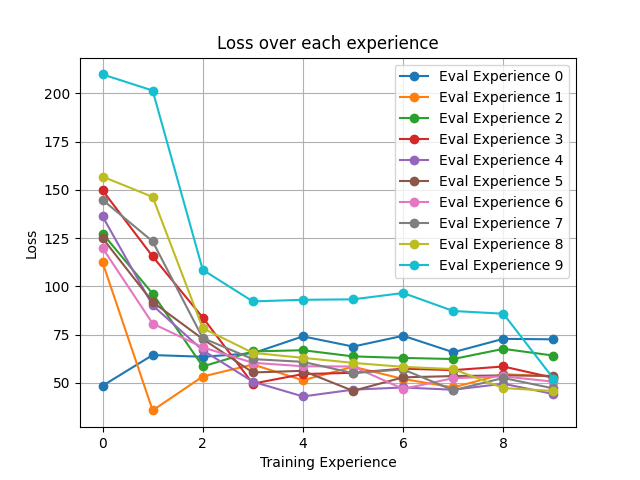 Loss over each experience
Loss
200
175
150
125
100
75
50
0
2
4
6
8
Training Experience
Eval Experience 0
Eval Experience 1
Eval Experience 2
Eval Experience 3
Eval Experience 4
Eval Experience 5
Eval Experience 6
Eval Experience 7
Eval Experience 8
Eval Experience 9